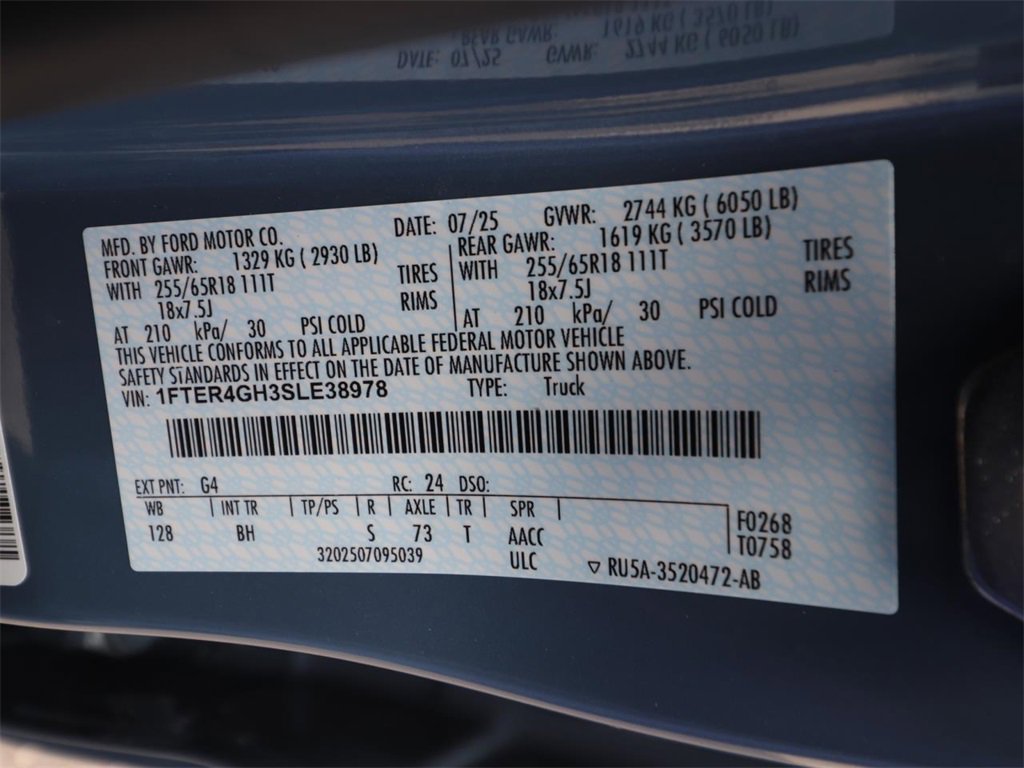 MFD. BY FORD MOTOR CO. DATE: 07/25 GVWR: 2744 KG ( 6050 LB)
FRONT GAWR: 1329 KG ( 2930 LB) REAR GAWR: 1619 KG ( 3570 LB)
WITH 255/65R18 111T TIRES WITH 255/65R18 111T TIRES
18x7.5J RIMS 18x7.5J RIMS
AT 210 kPa/ 30 PSI COLD AT 210 kPa/ 30 PSI COLD
THIS VEHICLE CONFORMS TO ALL APPLICABLE FEDERAL MOTOR VEHICLE
SAFETY STANDARDS IN EFFECT ON THE DATE OF MANUFACTURE SHOWN ABOVE.
VIN: 1FTER4GH3SLE38978 TYPE: Truck
EXT PNT: G4 RC: 24 DSO:
WB | INT TR | TP/PS | R | AXLE | TR | SPR |
128 BH S 73 T AACC
3202507095039 ULC
F0268
T0758
▽ RU5A-3520472-AB